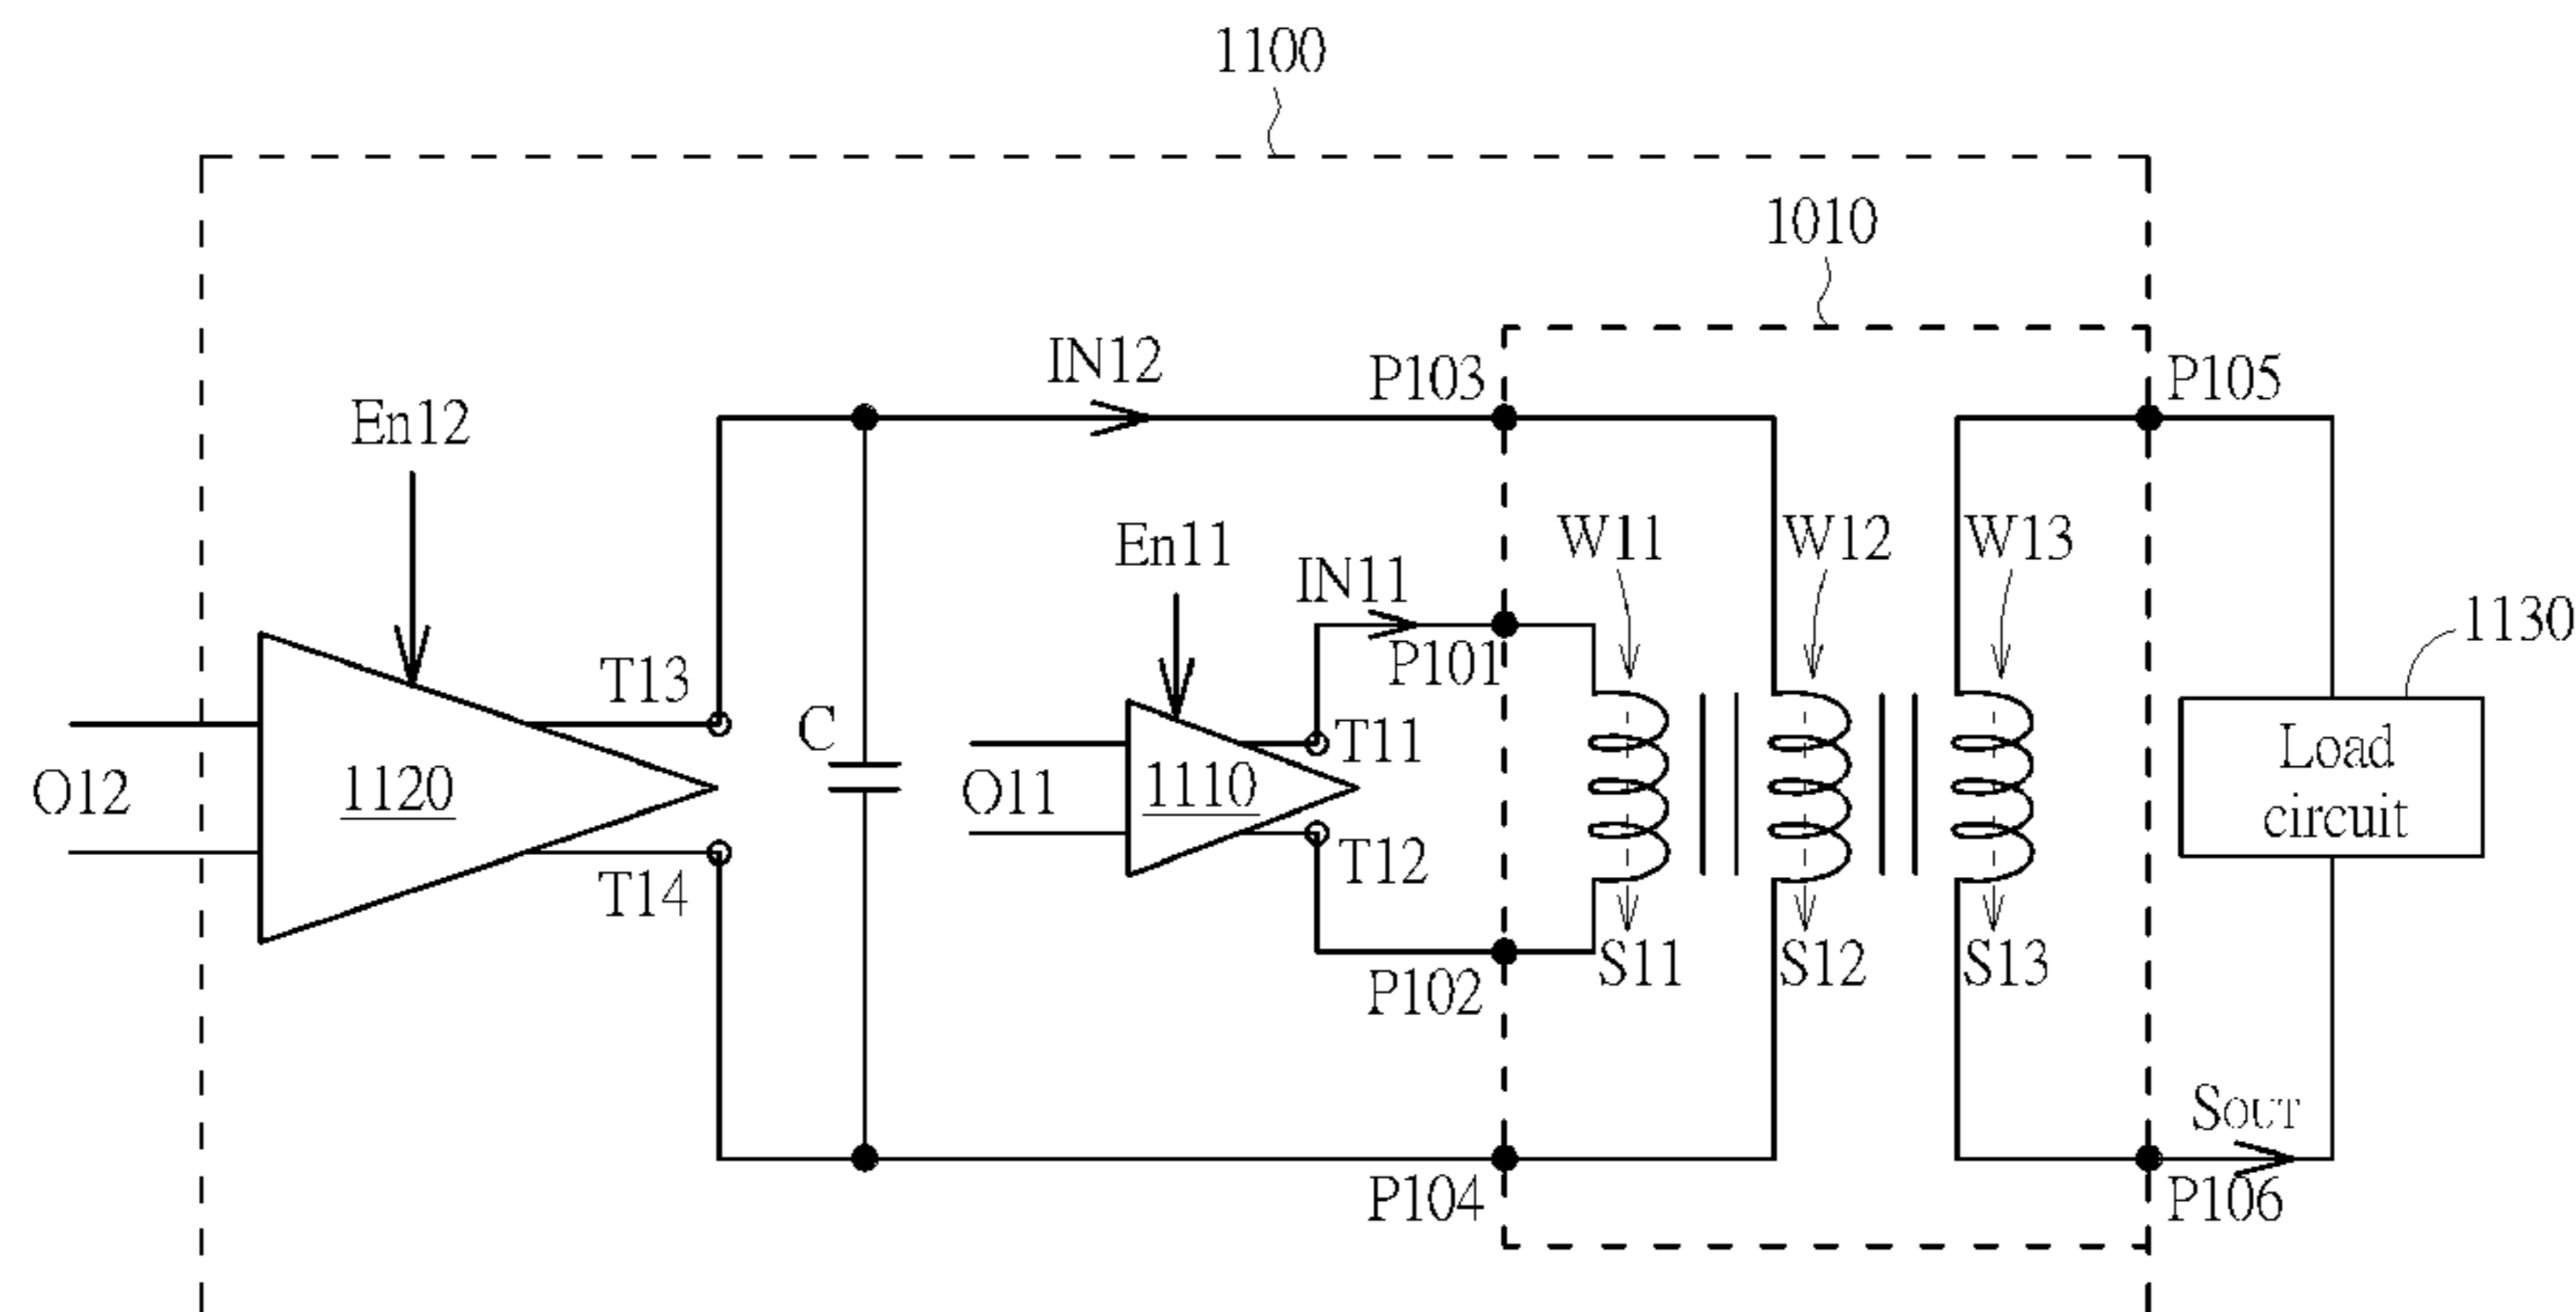 1100
1010
IN12
P103
P105
En12
En11
W11
W12
W13
IN11
1130
P101
T13
T11
C
Load
circuit
O12
1120
O11
1110
T12
T14
S11
S12
S13
P102
SOUT
P104
P106